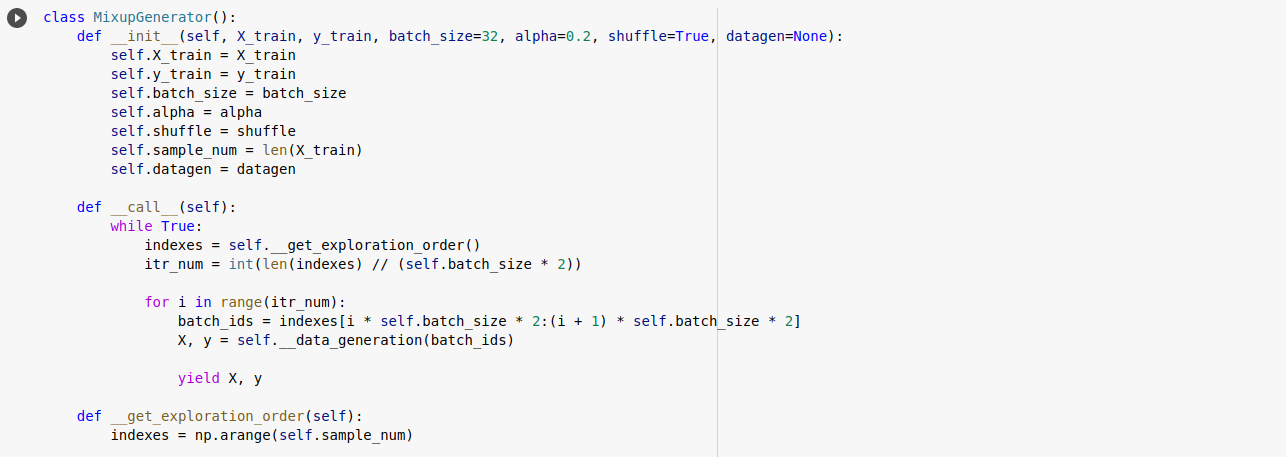 class MixupGenerator():
    def __init__(self, X_train, y_train, batch_size=32, alpha=0.2, shuffle=True, datagen=None):
        self.X_train = X_train
        self.y_train = y_train
        self.batch_size = batch_size
        self.alpha = alpha
        self.shuffle = shuffle
        self.sample_num = len(X_train)
        self.datagen = datagen

    def __call__(self):
        while True:
            indexes = self.__get_exploration_order()
            itr_num = int(len(indexes) // (self.batch_size * 2))

            for i in range(itr_num):
                batch_ids = indexes[i * self.batch_size * 2:(i + 1) * self.batch_size * 2]
                X, y = self.__data_generation(batch_ids)

                yield X, y

    def __get_exploration_order(self):
        indexes = np.arange(self.sample_num)